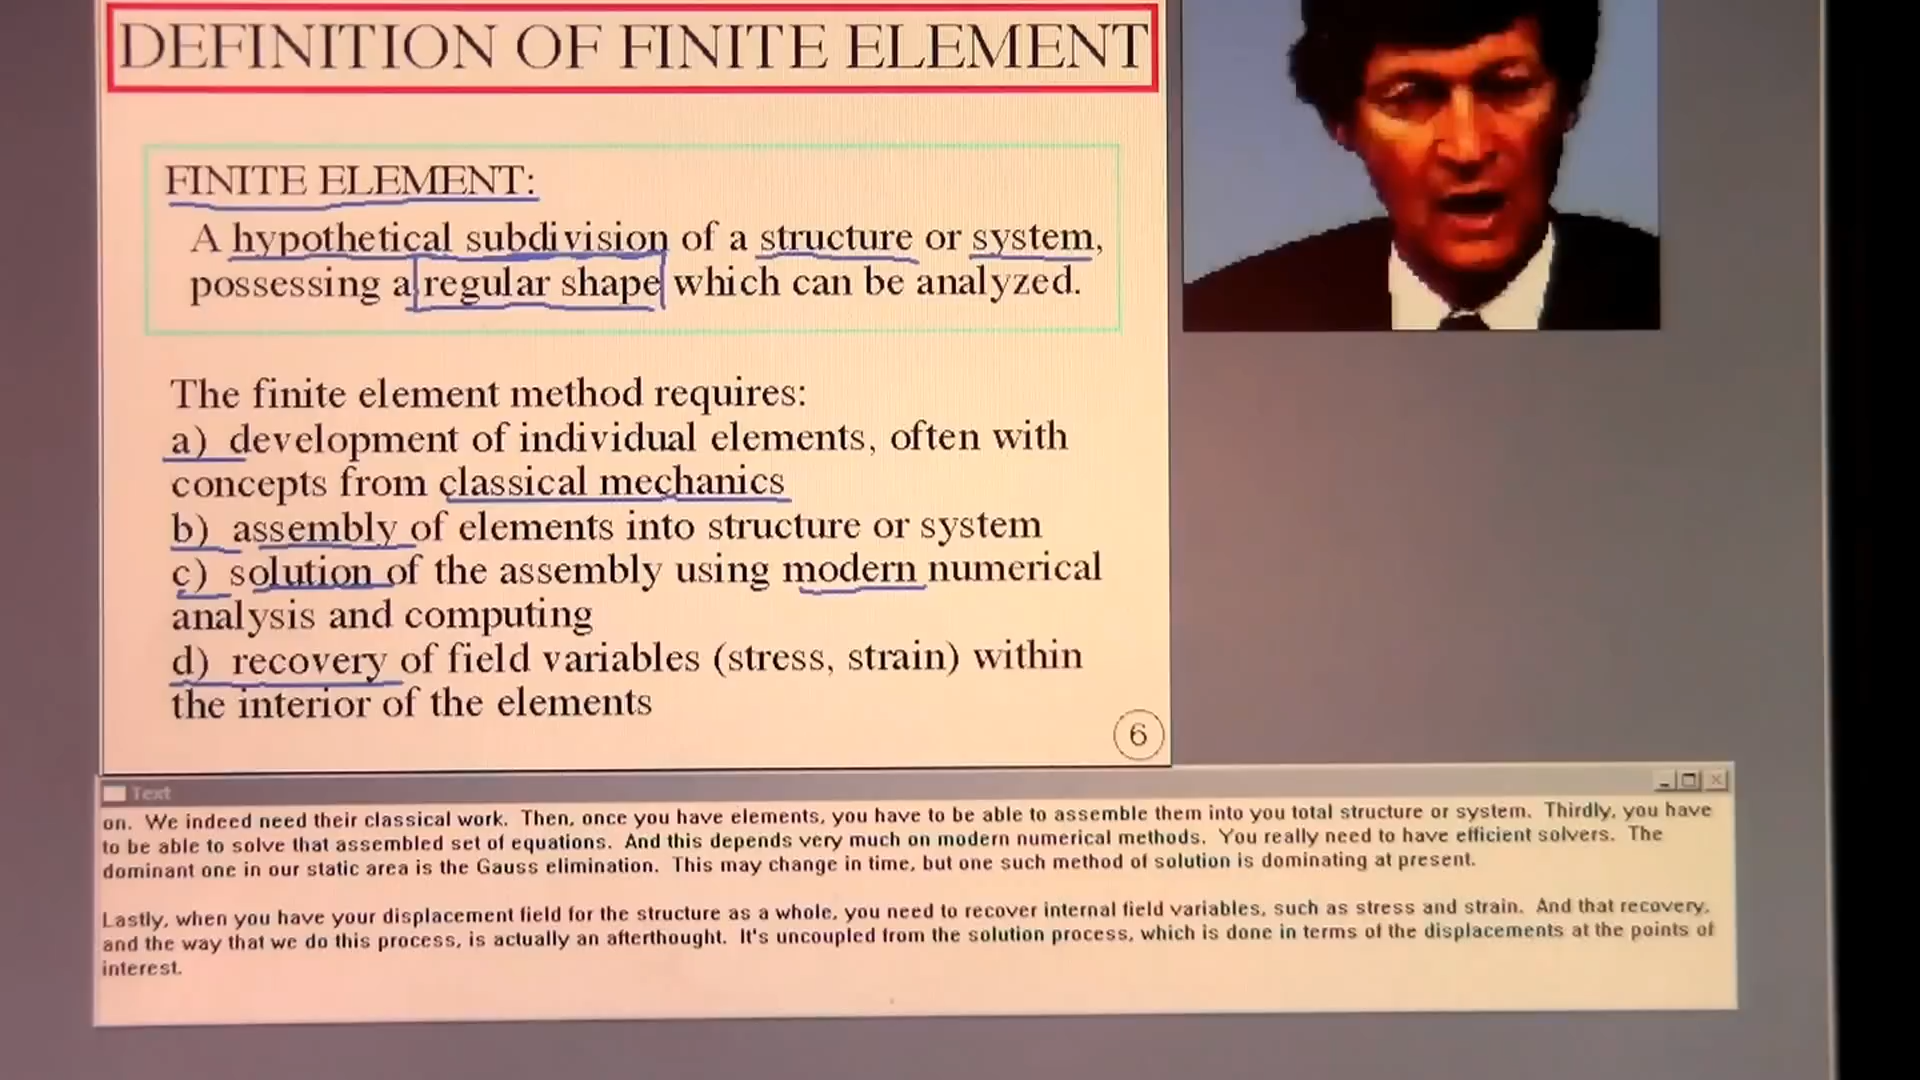 DEFINITION OF FINITE ELEMENT
FINITE ELEMENT:
A hypothetical subdivision of a structure or system,
possessing a regular shape which can be analyzed.
The finite element method requires:
a) development of individual elements, often with
concepts from classical mechanics
b) assembly of elements into structure or system
c) solution of the assembly using modern numerical
analysis and computing
d) recovery of field variables (stress, strain) within
the interior of the elements
6
Text
on. We indeed need their classical work. Then, once you have elements, you have to be able to assemble them into you total structure or system. Thirdly, you have
to be able to solve that assembled set of equations. And this depends very much on modern numerical methods. You really need to have efficient solvers. The
dominant one in our static area is the Gauss elimination. This may change in time, but one such method of solution is dominating at present.
Lastly, when you have your displacement field for the structure as a whole, you need to recover internal field variables, such as stress and strain. And that recovery,
and the way that we do this process, is actually an afterthought. It's uncoupled from the solution process, which is done in terms of the displacements at the points of
interest.